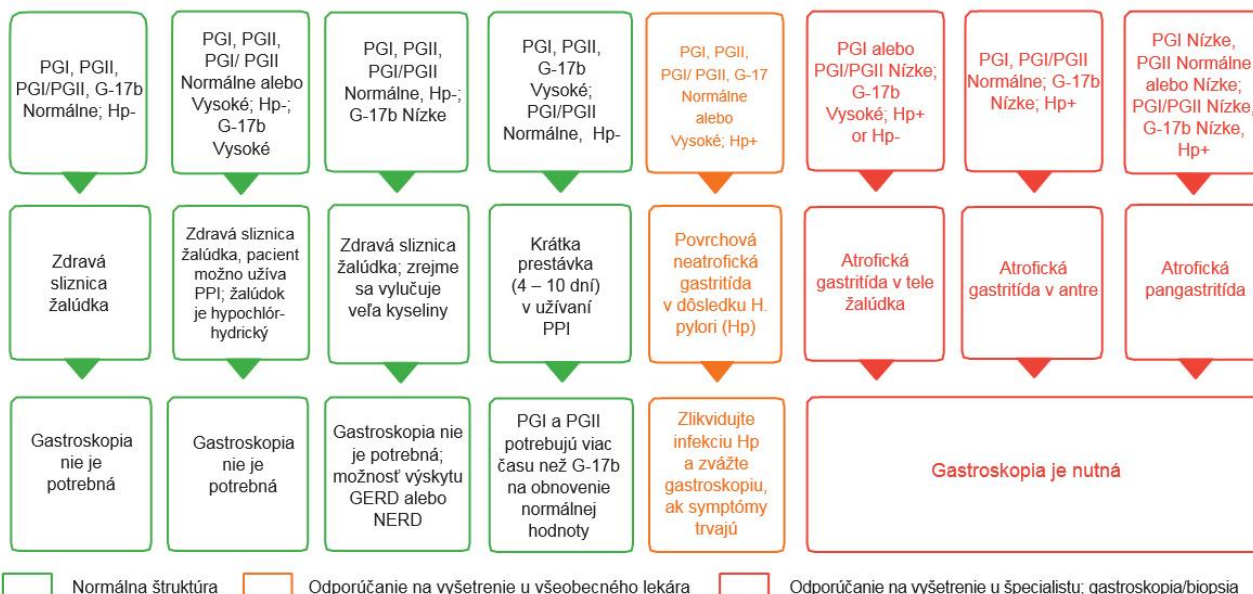 PGI, PGII,
PGI/PGII, G-17b
Normálne; Hp-
PGI, PGII,
PGI/ PGII
Normálne alebo
Vysoké; Hp-;
G-17b
Vysoké
PGI, PGII,
PGI/PGII
Normálne, Hp-;
G-17b Nízke
PGI, PGII,
G-17b
Vysoké;
PGI/PGII
Normálne, Hp-
PGI, PGII,
PGI/ PGII, G-17
Normálne
alebo
Vysoké; Hp+
PGI alebo
PGI/PGII Nízke;
G-17b
Vysoké; Hp+
or Hp-
PGI, PGI/PGII
Normálne; G-17b
Nízke; Hp+
PGI Nízke,
PGII Normálne
alebo Nízke;
PGI/PGII Nízke,
G-17b Nízke,
Hp+
Zdravá
sliznica
žalúdka
Zdravá sliznica
žalúdka, pacient
možno užíva
PPI; žalúdok
je hypochlór-
hydrický
Zdravá sliznica
žalúdka; zrejme
sa vylučuje
veľa kyseliny
Krátka
prestávka
(4 – 10 dní)
v užívaní
PPI
Povrchová
neatrofická
gastritída
v dôsledku H.
pylori (Hp)
Atrofická
gastritída v tele
žalúdka
Atrofická
gastritída v antre
Atrofická
pangastritída
Gastroskopia
nie je
potrebná
Gastroskopia
nie je
potrebná
Gastroskopia nie
je potrebná;
možnosť výskytu
GERD alebo
NERD
PGI a PGII
potrebujú viac
času než G-17b
na obnovenie
normálnej
hodnoty
Zlikvidujte
infekciu Hp
a zvážte
gastroskopiu,
ak symptómy
trvajú
Gastroskopia je nutná
Normálna štruktúra
Odporúčanie na vyšetrenie u všeobecného lekára
Odporúčanie na vyšetrenie u špecialistu; gastroskopia/biopsia